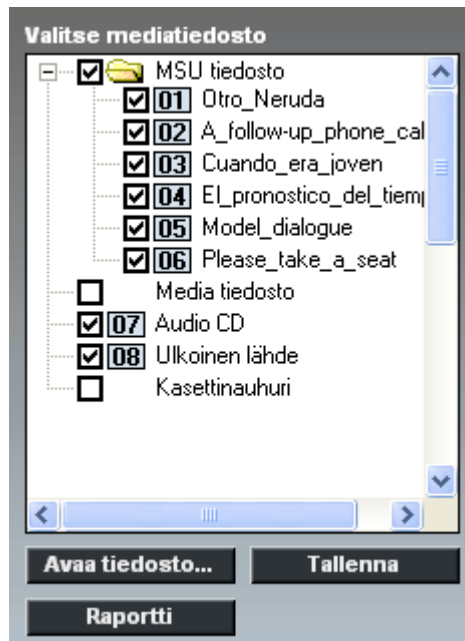 Valitse mediatiedosto
MSU tiedosto
01 Otro_Neruda
02 A_follow-up_phone_cal
03 Cuando_era_joven
04 El_pronostico_del_tiemp
05 Model_dialogue
06 Please_take_a_seat
Media tiedosto
07 Audio CD
08 Ulkoinen lähde
Kasettinauhuri
Avaa tiedosto... Tallenna
Raportti